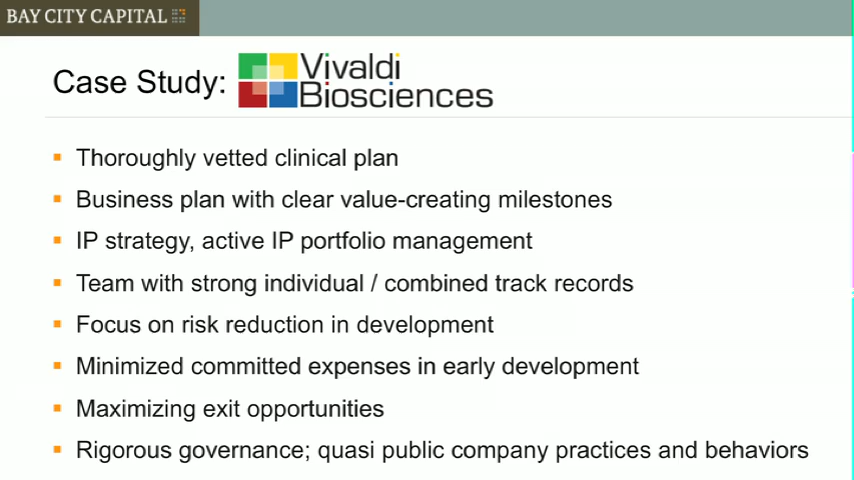 BAY CITY CAPITAL
Case Study: Vivaldi
Biosciences
Thoroughly vetted clinical plan
Business plan with clear value-creating milestones
IP strategy, active IP portfolio management
Team with strong individual / combined track records
Focus on risk reduction in development
Minimized committed expenses in early development
Maximizing exit opportunities
Rigorous governance; quasi public company practices and behaviors